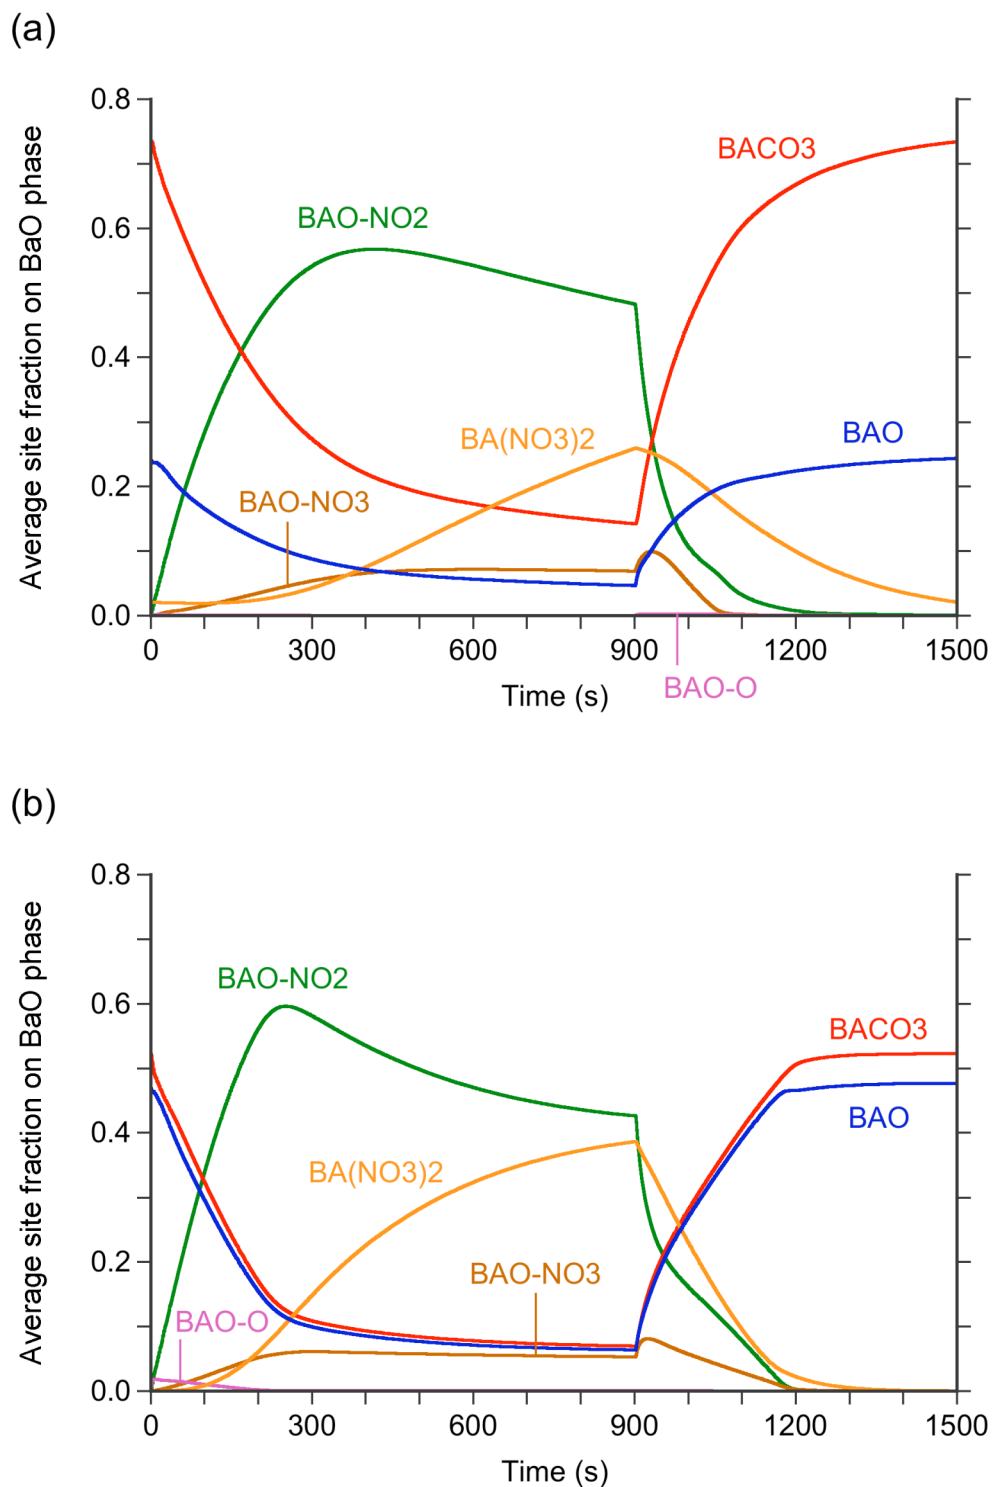 (a)
Average site fraction on BaO phase
0.8
0.6
0.4
0.2
0.0
BACO3
BAO-NO2
BA(NO3)2
BAO
BAO-NO3
0 300 600 900 1200 1500
BAO-O
Time (s)
(b)
Average site fraction on BaO phase
0.8
0.6
0.4
0.2
0.0
BAO-NO2
BACO3
BAO
BA(NO3)2
BAO-NO3
BAO-O
0 300 600 900 1200 1500
Time (s)